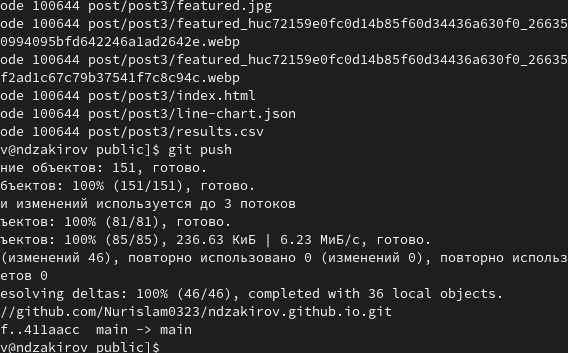 ode 100644 post/post3/featured.jpg
ode 100644 post/post3/featured_huc72159e0fc0d14b85f60d34436a630f0_26635
0994095bfd642246a1ad2642e.webp
ode 100644 post/post3/featured_huc72159e0fc0d14b85f60d34436a630f0_26635
f2ad1c67c79b37541f7c8c94c.webp
ode 100644 post/post3/index.html
ode 100644 post/post3/line-chart.json
ode 100644 post/post3/results.csv
v@ndzakirov public]$ git push
ние объектов: 151, готово.
бъектов: 100% (151/151), готово.
и изменений используется до 3 потоков
ъектов: 100% (81/81), готово.
ъектов: 100% (85/85), 236.63 КиБ | 6.23 МиБ/с, готово.
(изменений 46), повторно использовано 0 (изменений 0), повторно использ
етов 0
esolving deltas: 100% (46/46), completed with 36 local objects.
//github.com/Nurislam0323/ndzakirov.github.io.git
f..411aacc  main -> main
v@ndzakirov public]$